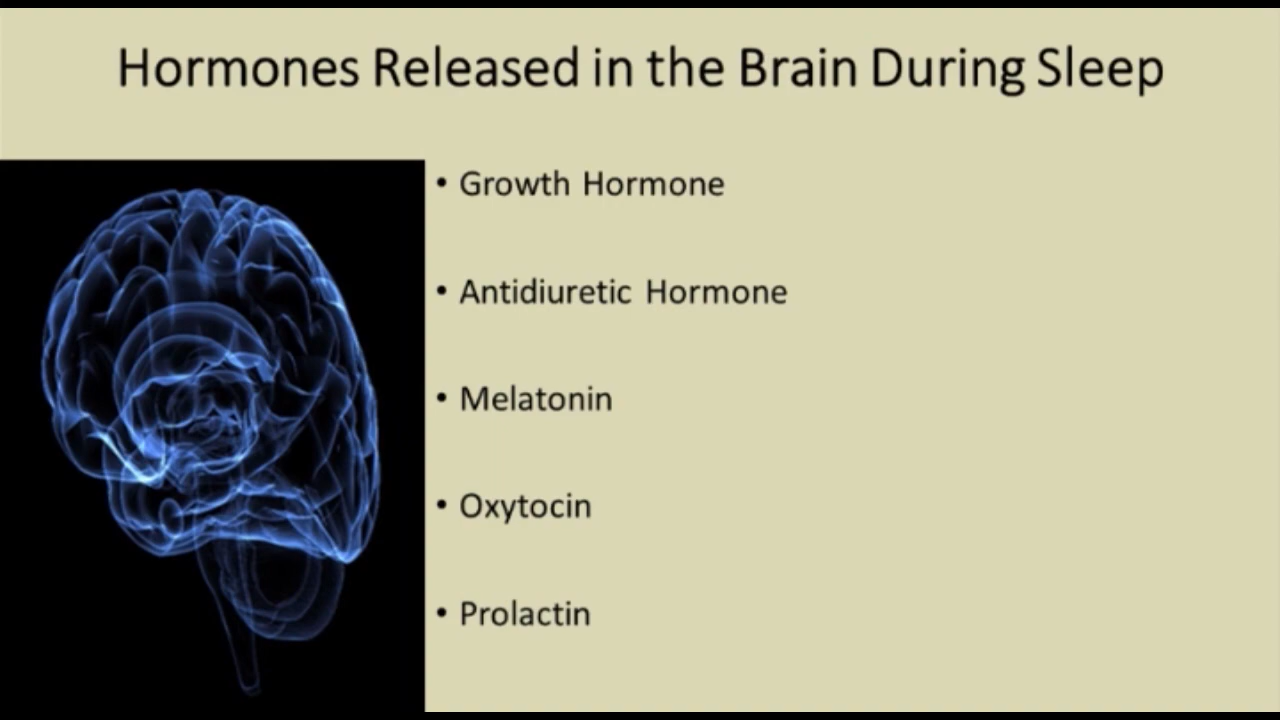 Hormones Released in the Brain During Sleep
• Growth Hormone
• Antidiuretic Hormone
• Melatonin
• Oxytocin
• Prolactin